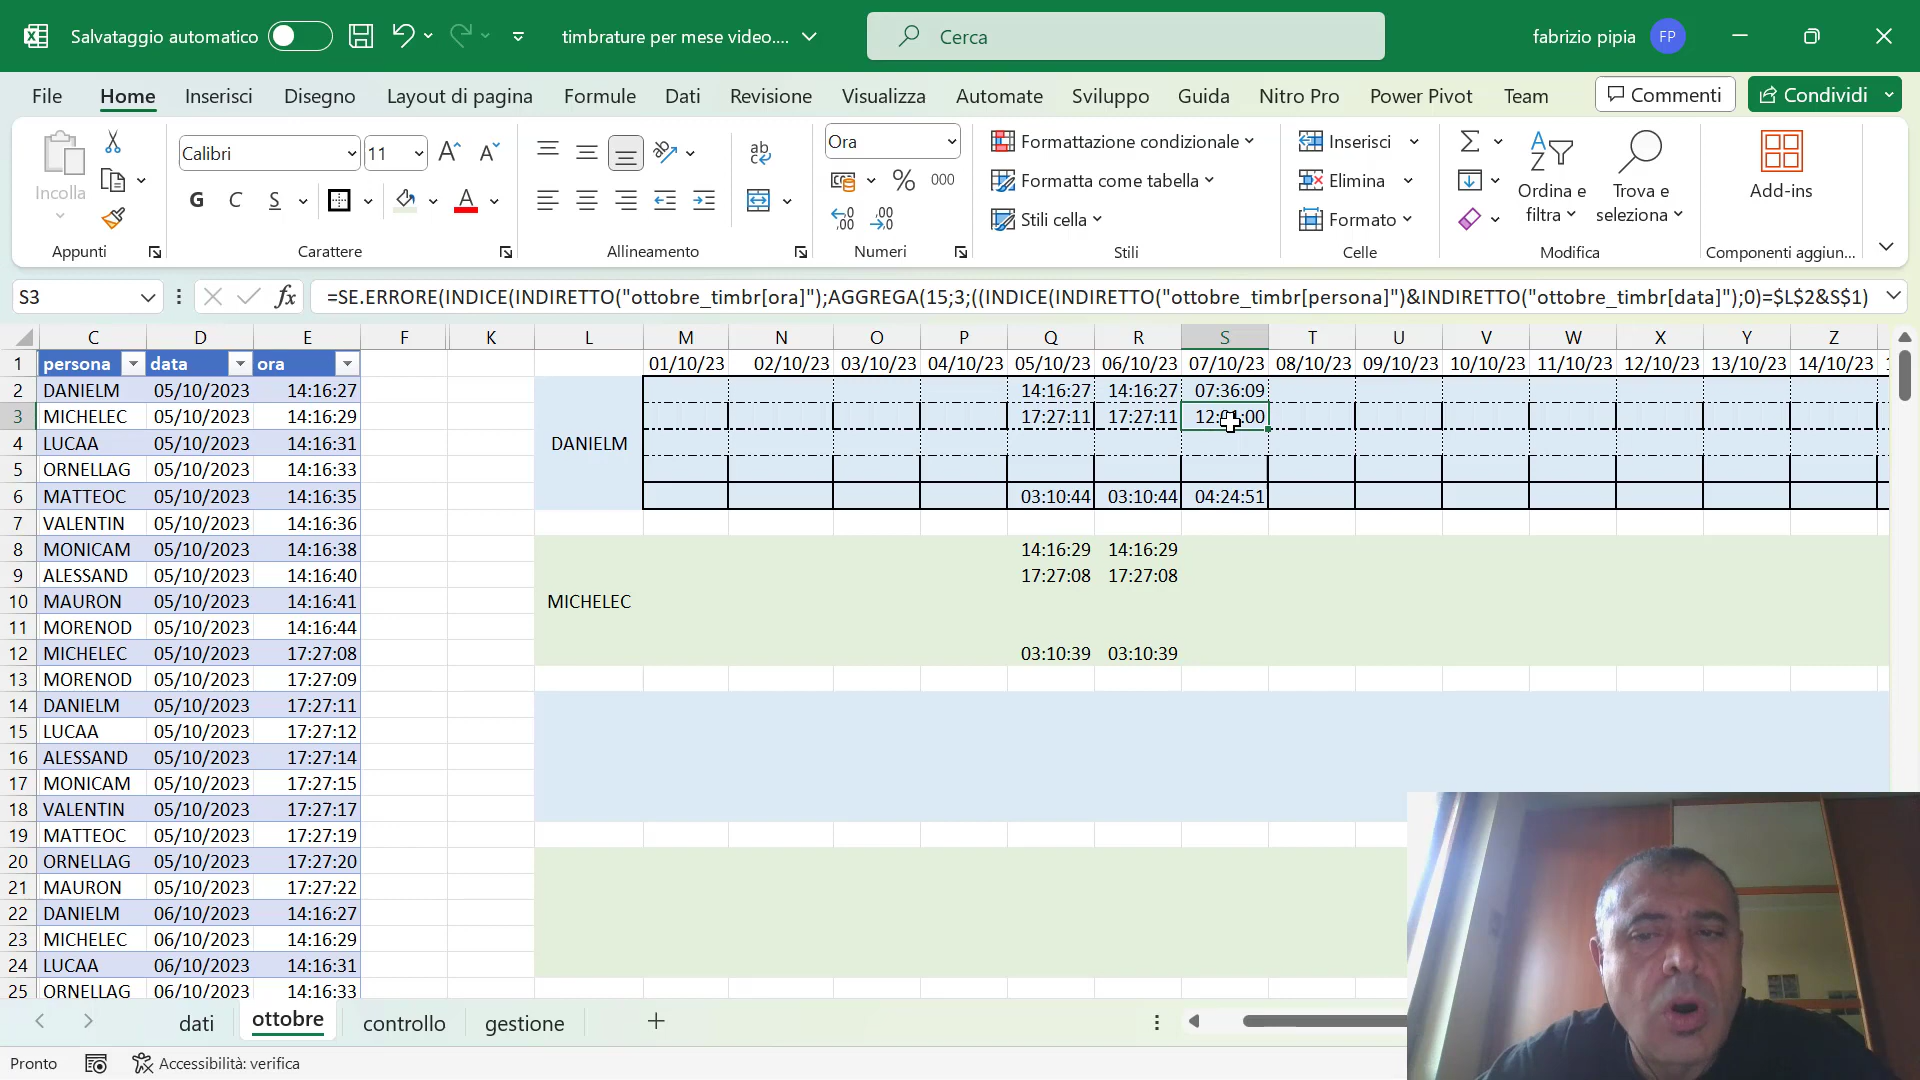 Salvataggio automatico timbrature per mese video.... Cerca fabrizio pipia FP
File Home Inserisci Disegno Layout di pagina Formule Dati Revisione Visualizza Automate Sviluppo Guida Nitro Pro Power Pivot Team Commenti Condividi
Calibri 11 Ora Formattazione condizionale Inserisci
Formatta come tabella Elimina
Incolla G C S % 000 Stili cella Formato Ordina e filtra Trova e seleziona Add-ins
Appunti Carattere Allineamento Numeri Stili Celle Modifica Componenti aggiun...
S3 fx =SE.ERRORE(INDICE(INDIRETTO("ottobre_timbr[ora]");AGGREGA(15;3;((INDICE(INDIRETTO("ottobre_timbr[persona]")&INDIRETTO("ottobre_timbr[data]");0)=$L$2&S$1)
C D E F K L M N O P Q R S T U V W X Y Z
1 persona data ora 01/10/23 02/10/23 03/10/23 04/10/23 05/10/23 06/10/23 07/10/23 08/10/23 09/10/23 10/10/23 11/10/23 12/10/23 13/10/23 14/10/23
2 DANIELM 05/10/2023 14:16:27 14:16:27 14:16:27 07:36:09
3 MICHELEC 05/10/2023 14:16:29 17:27:11 17:27:11
4 LUCAA 05/10/2023 14:16:31 DANIELM
5 ORNELLAG 05/10/2023 14:16:33
6 MATTEOC 05/10/2023 14:16:35 03:10:44 03:10:44 04:24:51
7 VALENTIN 05/10/2023 14:16:36
8 MONICAM 05/10/2023 14:16:38 14:16:29 14:16:29
9 ALESSAND 05/10/2023 14:16:40 17:27:08 17:27:08
10 MAURON 05/10/2023 14:16:41 MICHELEC
11 MORENOD 05/10/2023 14:16:44
12 MICHELEC 05/10/2023 17:27:08 03:10:39 03:10:39
13 MORENOD 05/10/2023 17:27:09
14 DANIELM 05/10/2023 17:27:11
15 LUCAA 05/10/2023 17:27:12
16 ALESSAND 05/10/2023 17:27:14
17 MONICAM 05/10/2023 17:27:15
18 VALENTIN 05/10/2023 17:27:17
19 MATTEOC 05/10/2023 17:27:19
20 ORNELLAG 05/10/2023 17:27:20
21 MAURON 05/10/2023 17:27:22
22 DANIELM 06/10/2023 14:16:27
23 MICHELEC 06/10/2023 14:16:29
24 LUCAA 06/10/2023 14:16:31
25 ORNELLAG 06/10/2023 14:16:33
dati ottobre controllo gestione
Pronto Accessibilità: verifica